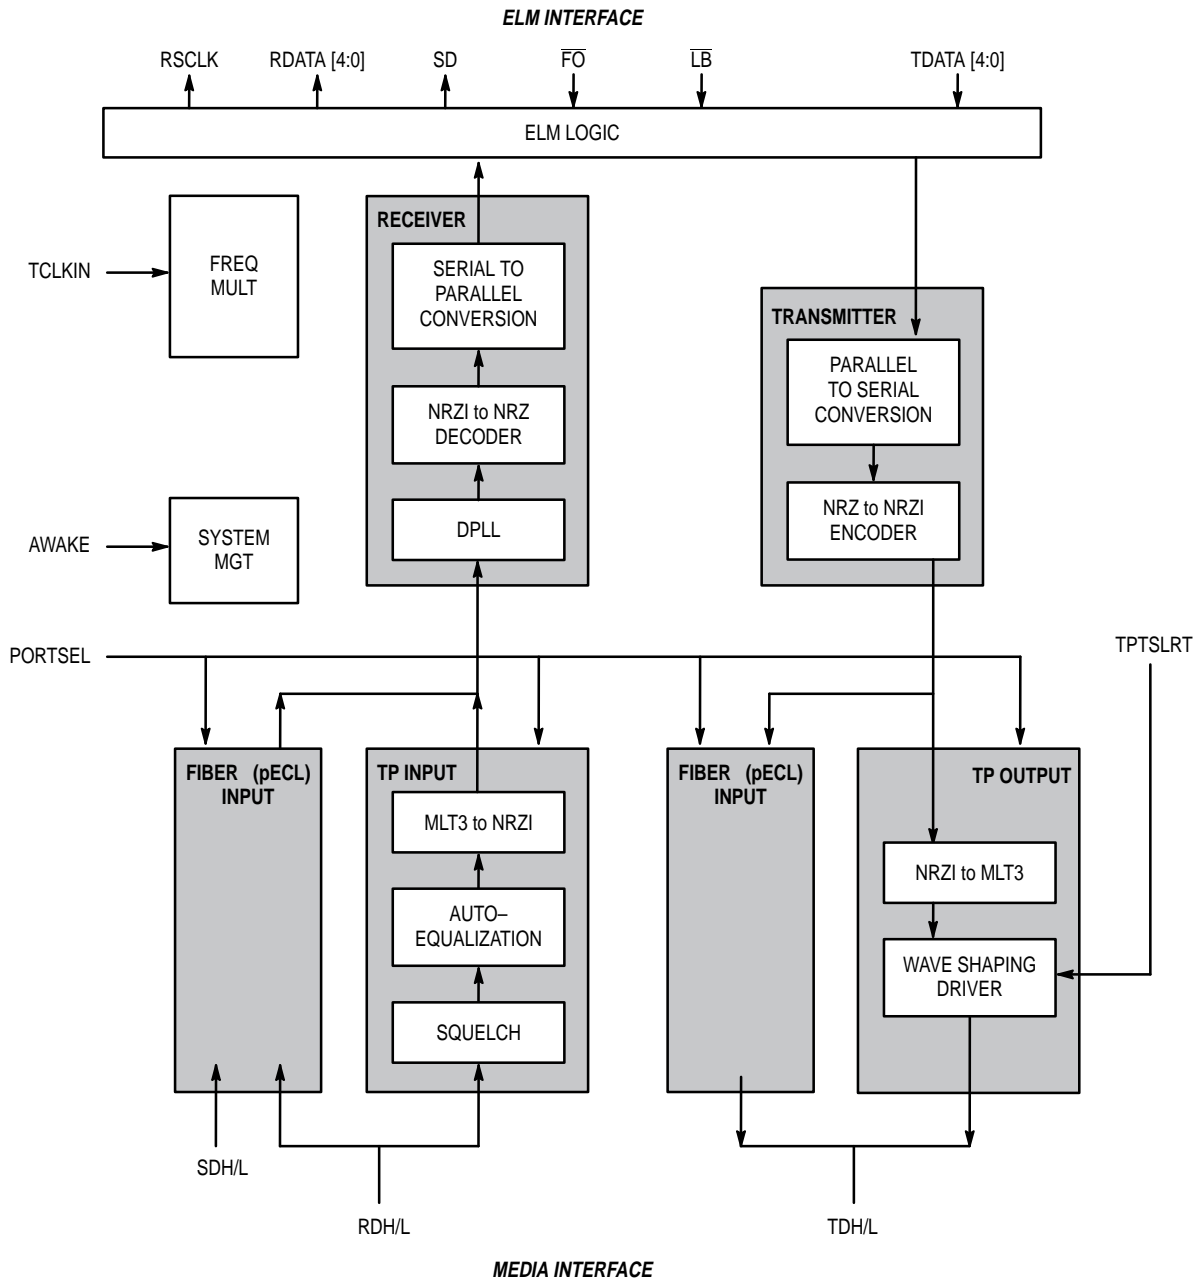 ELM INTERFACE
RSCLK
RDATA [4:0]
SD
F̅O̅
L̅B̅
TDATA [4:0]
ELM LOGIC
TCLKIN
FREQ
MULT
RECEIVER
SERIAL TO
PARALLEL
CONVERSION
NRZI to NRZ
DECODER
DPLL
TRANSMITTER
PARALLEL
TO SERIAL
CONVERSION
NRZ to NRZI
ENCODER
AWAKE
SYSTEM
MGT
PORTSEL
TPTSLRT
FIBER (pECL)
INPUT
TP INPUT
MLT3 to NRZI
AUTO–
EQUALIZATION
SQUELCH
FIBER (pECL)
INPUT
TP OUTPUT
NRZI to MLT3
WAVE SHAPING
DRIVER
SDH/L
RDH/L
TDH/L
MEDIA INTERFACE